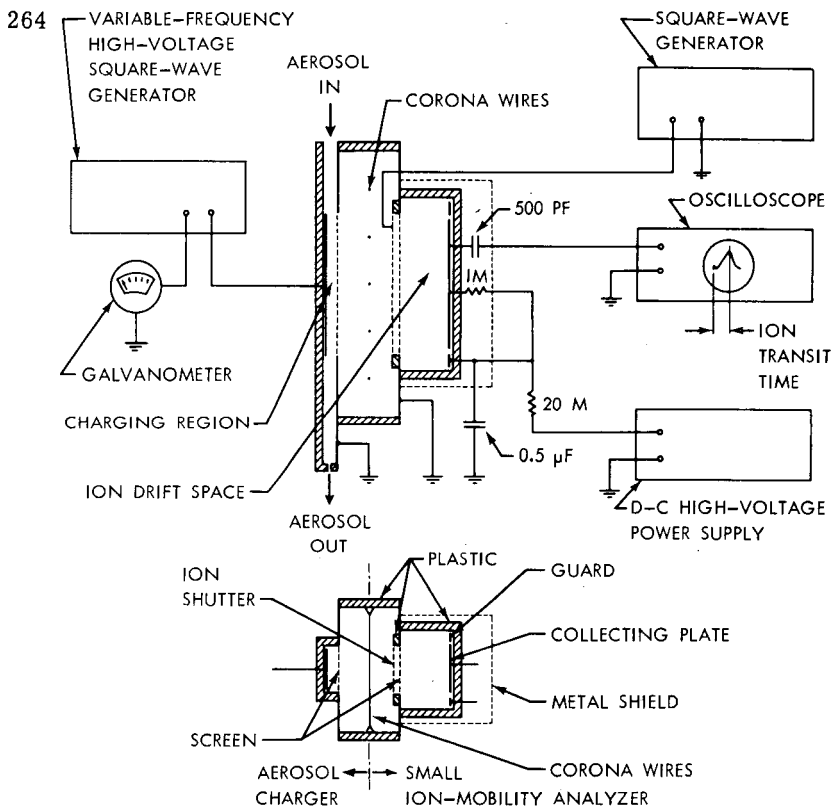 264
VARIABLE-FREQUENCY
HIGH-VOLTAGE
SQUARE-WAVE
GENERATOR
AEROSOL
IN
CORONA WIRES
SQUARE-WAVE
GENERATOR
500 PF
OSCILLOSCOPE
1M
ION
TRANSIT
TIME
GALVANOMETER
CHARGING REGION
20 M
0.5 µF
ION DRIFT SPACE
AEROSOL
OUT
D-C HIGH-VOLTAGE
POWER SUPPLY
PLASTIC
GUARD
ION
SHUTTER
COLLECTING PLATE
METAL SHIELD
SCREEN
CORONA WIRES
AEROSOL
CHARGER
SMALL
ION-MOBILITY ANALYZER